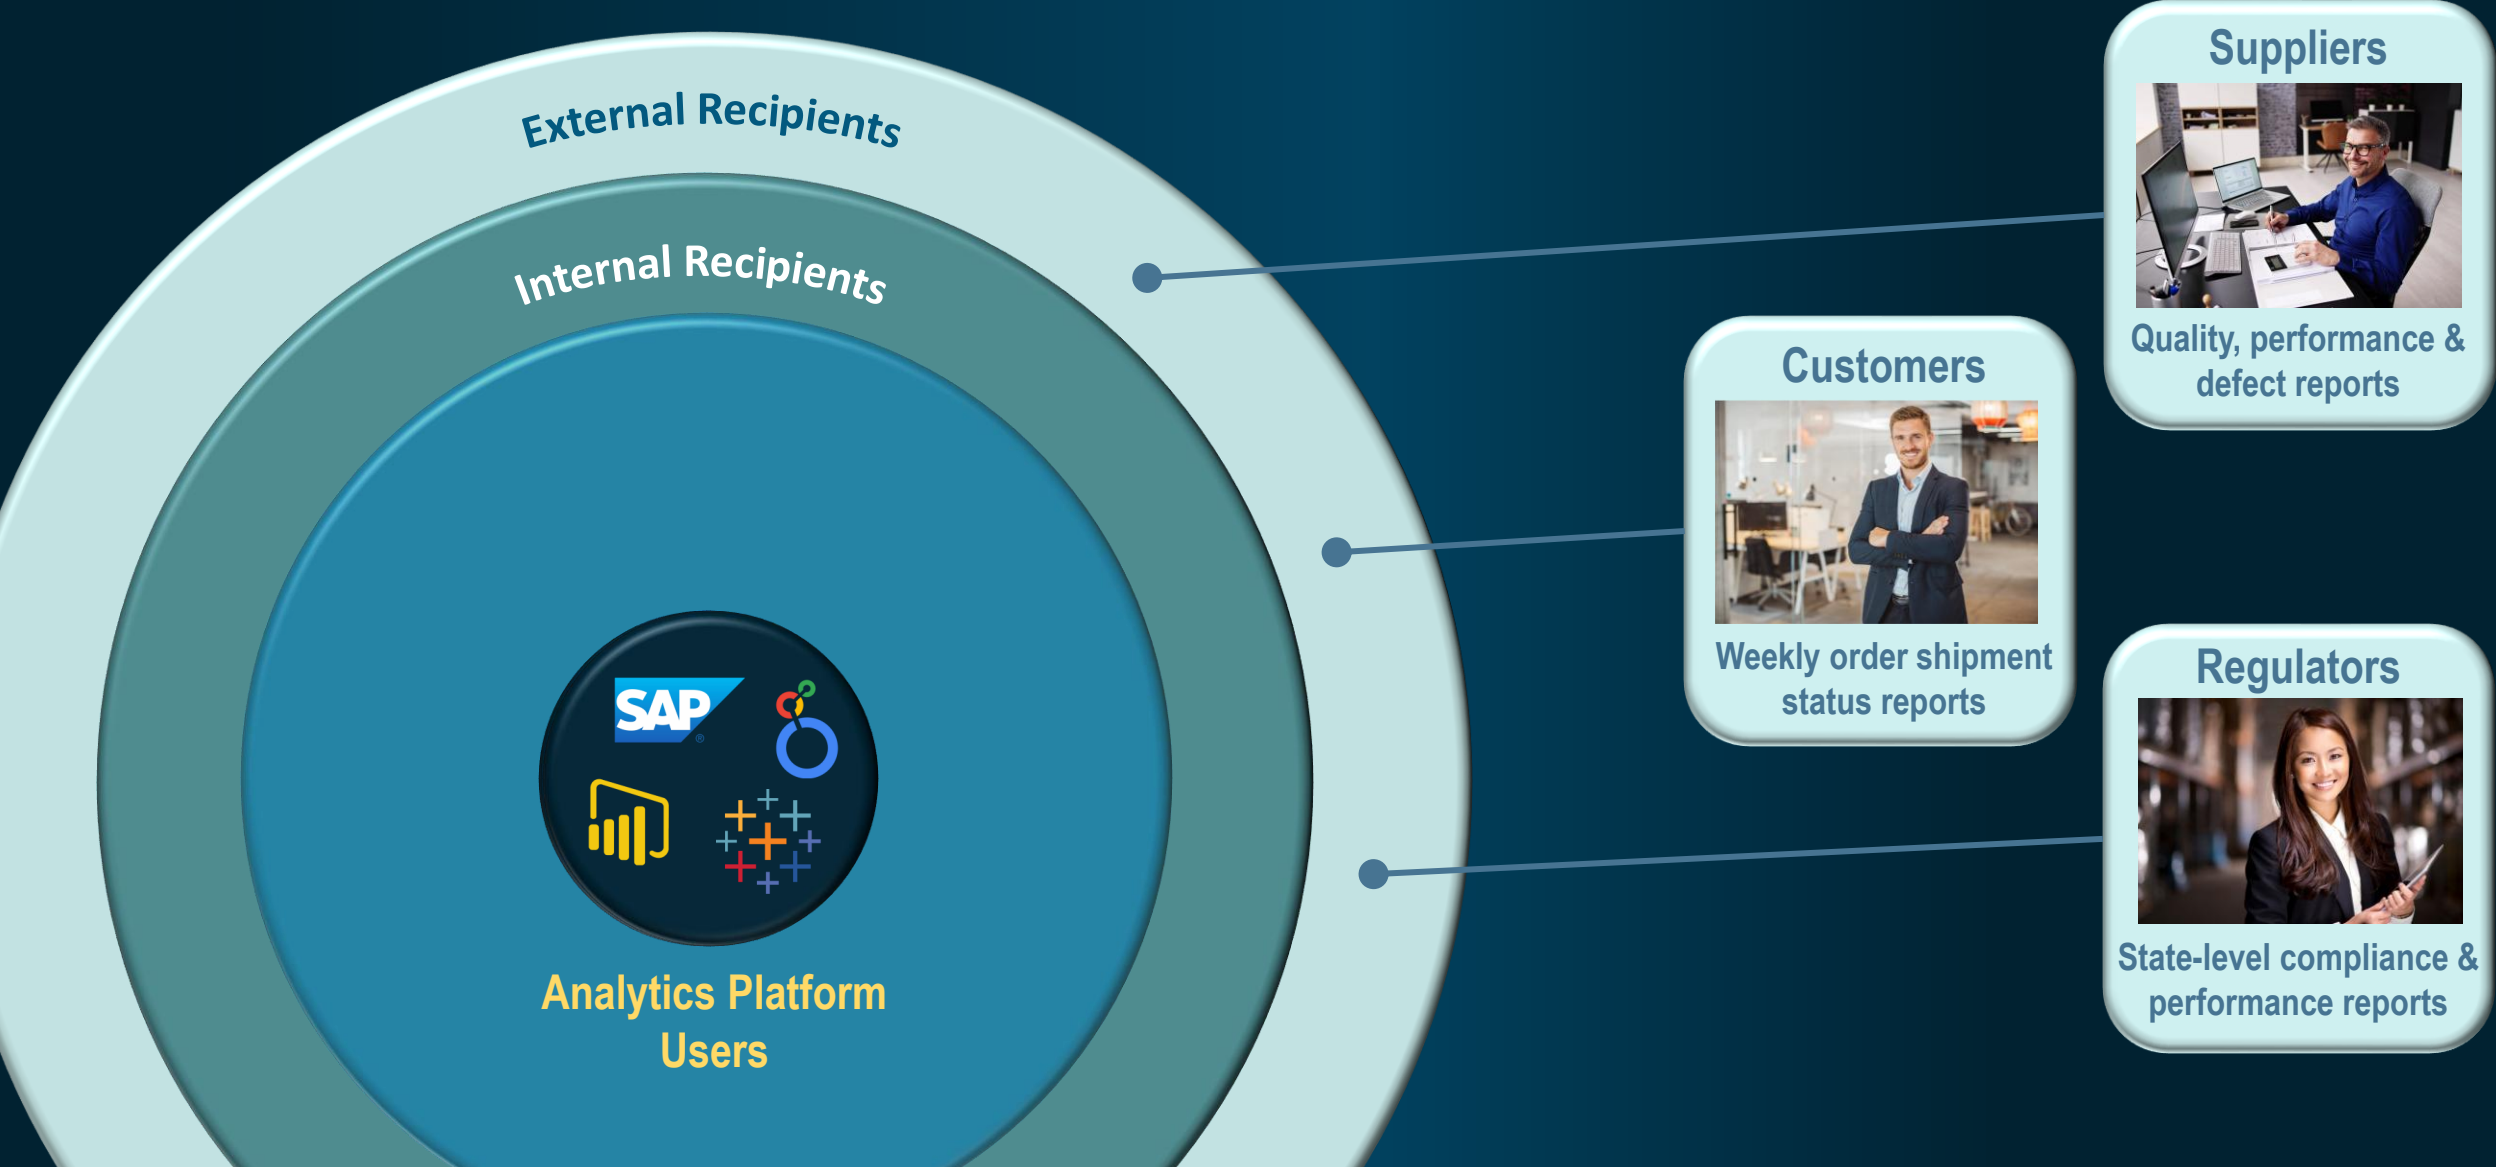 External Recipients
Internal Recipients
SAP
®
Analytics Platform
Users
Suppliers
Quality, performance &
defect reports
Customers
Weekly order shipment
status reports
Regulators
State-level compliance &
performance reports